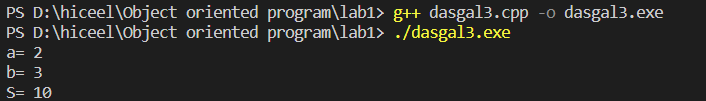 PS D:\hiceel\Object oriented program\lab1> g++ dasgal3.cpp -o dasgal3.exe
PS D:\hiceel\Object oriented program\lab1> ./dasgal3.exe
a= 2
b= 3
S= 10